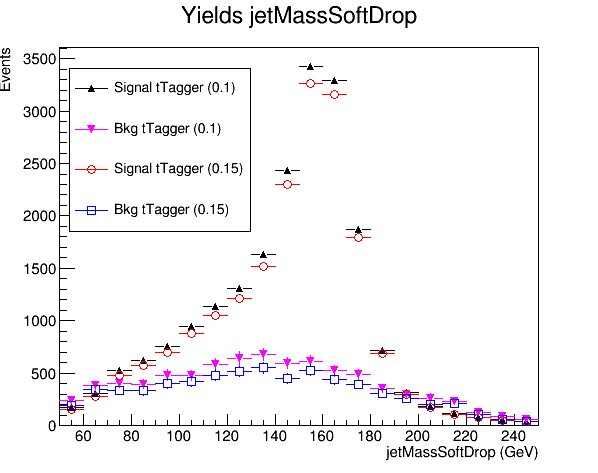 Yields jetMassSoftDrop
Events
3500
3000
2500
2000
1500
1000
500
0
Signal tTagger (0.1)
Bkg tTagger (0.1)
Signal tTagger (0.15)
Bkg tTagger (0.15)
60 80 100 120 140 160 180 200 220 240
jetMassSoftDrop (GeV)